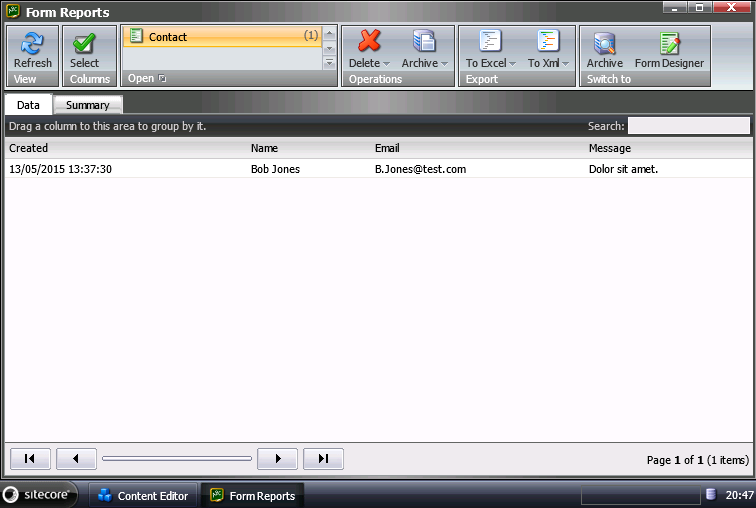 Form Reports
Refresh
View
Select
Columns
Contact (1)
Open
Delete Archive
Operations
To Excel To Xml
Export
Archive Form Designer
Switch to
Data Summary
Drag a column to this area to group by it. Search:
Created Name Email Message
13/05/2015 13:37:30 Bob Jones B.Jones@test.com Dolor sit amet.
Page 1 of 1 (1 items)
sitecore Content Editor Form Reports 20:47